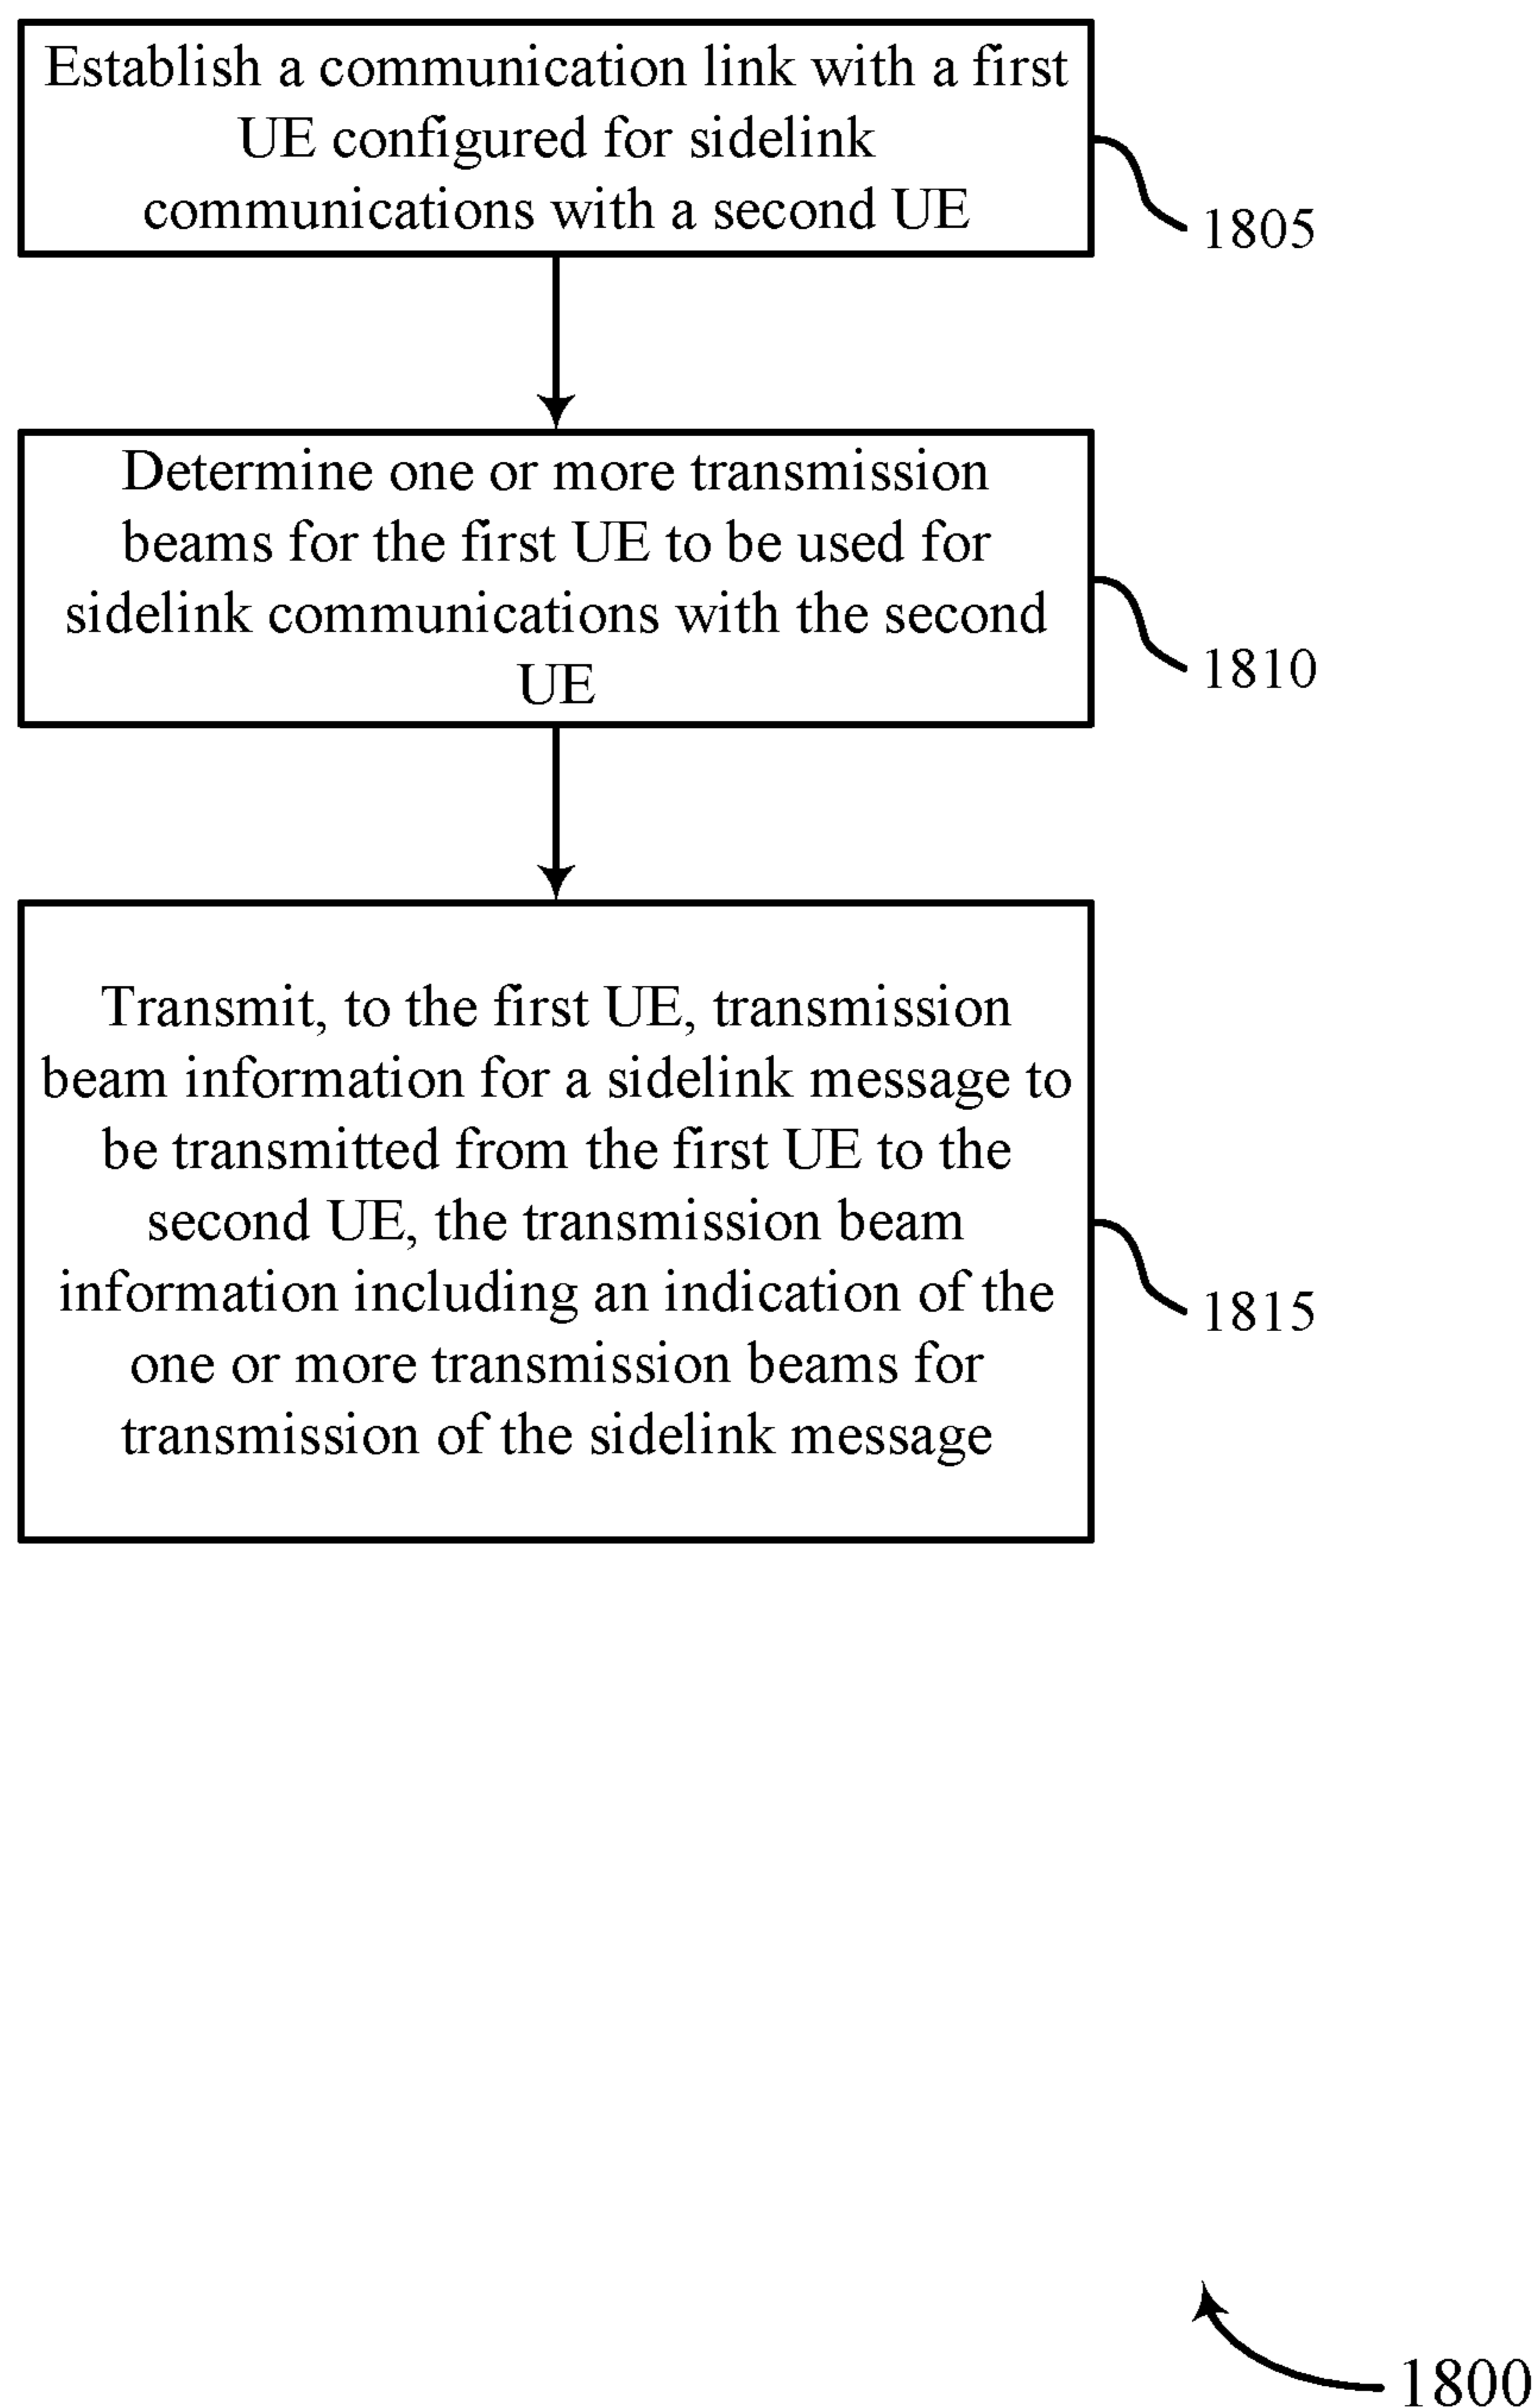 Establish a communication link with a first
UE configured for sidelink
communications with a second UE
1805
Determine one or more transmission
beams for the first UE to be used for
sidelink communications with the second
UE
1810
Transmit, to the first UE, transmission
beam information for a sidelink message to
be transmitted from the first UE to the
second UE, the transmission beam
information including an indication of the
one or more transmission beams for
transmission of the sidelink message
1815
1800